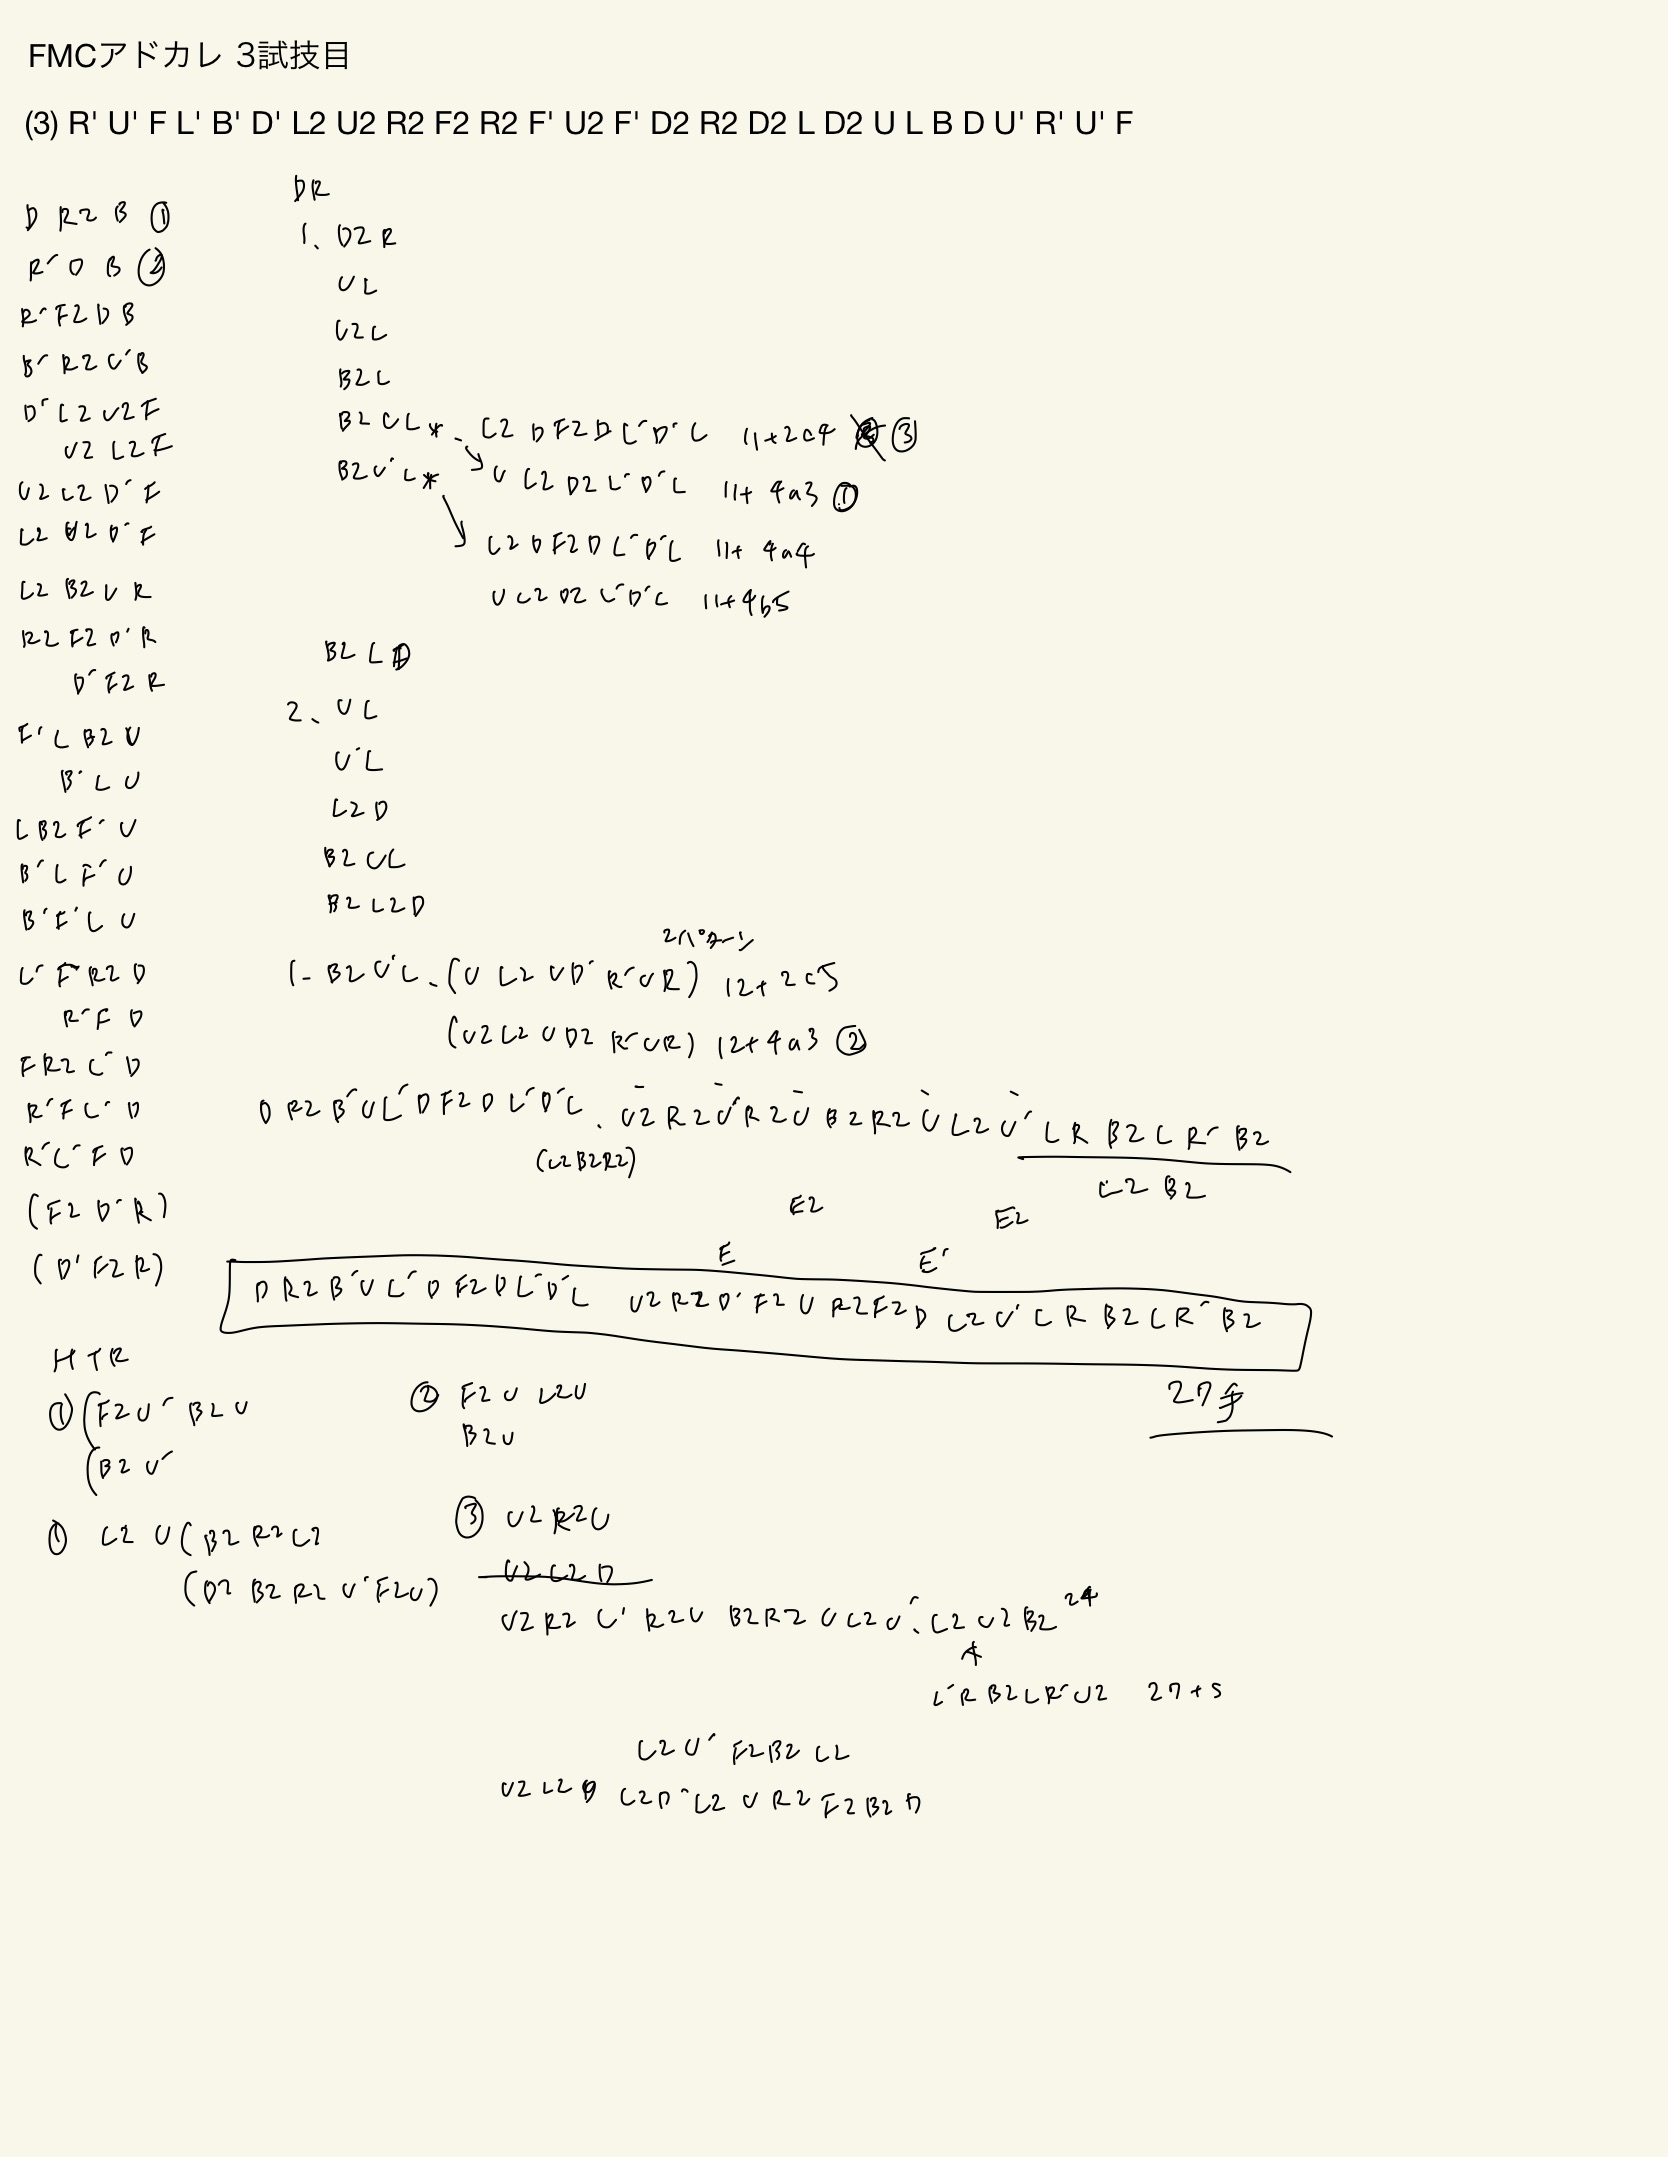 FMCアドカレ 3試技目
(3) R' U' F L' B' D' L2 U2 R2 F2 R2 F' U2 F' D2 R2 D2 L D2 U L B D U' R' U' F
D R2 B ①
R' D B ②
R' F2 D B
B' R2 U' B
D' L2 U2 F
U2 L2 F
U2 L2 D' F
L2 U2 D' F
L2 B2 U R
R2 F2 D' R
D' F2 R
F' L B2 U
B' L U
L B2 F' U
B' L F' U
B' F' L U
L' F R2 D
R' F D
F R2 L' D
R' F L' D
R' L' F D
(F2 D' R)
(D' F2 R)
DR
1、D2 R
U L
U2 L
B2 L
B2 U L * - L2 D F2 D L' D' L 11+2c4 ③
B2 U' L * U L2 D2 L' D' L 11+ 4a3 ①
L2 D F2 D L' D' L 11+ 4a4
U L2 D2 L' D' L 11+4b5
B2 L D
2、U L
U' L
L2 D
B2 U L
B2 L2 D
2パターン
1- B2 U' L - (U L2 U D' R' U R) 12+ 2c5
(U2 L2 U D2 R' U R) 12+4a3 ②
D R2 B' U L' D F2 D L' D' L . U2 R2 U' R2 U B2 R2 U L2 U' L R B2 L R' B2
(L2 B2 R2)
L2 B2
E2 E2
E E'
D R2 B' U L' D F2 D L' D' L U2 R2 D' F2 U R2 F2 D L2 U' L R B2 L R' B2
27手
HTR
① (F2 U' B2 U
(B2 U'
② F2 U L2 U
B2 U
① L2 U (B2 R2 L2
(D2 B2 R2 U' F2 U)
③ U2 R2 U
U2 L2 D
U2 R2 U' R2 U B2 R2 U L2 U' . L2 U2 B2 24
L' R B2 L R' U2 27+5
L2 U' F2 B2 L2
U2 L2 D L2 D' L2 U R2 F2 B2 D